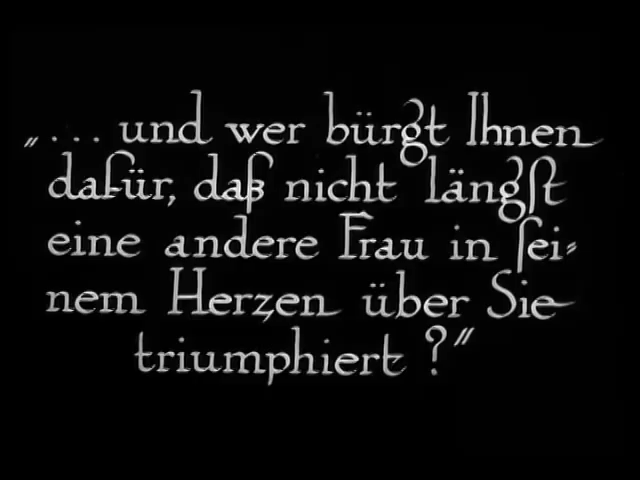 „... und wer bürgt Ihnen
dafür, daß nicht längſt
eine andere Frau in ſei-
nem Herzen über Sie
triumphiert?"